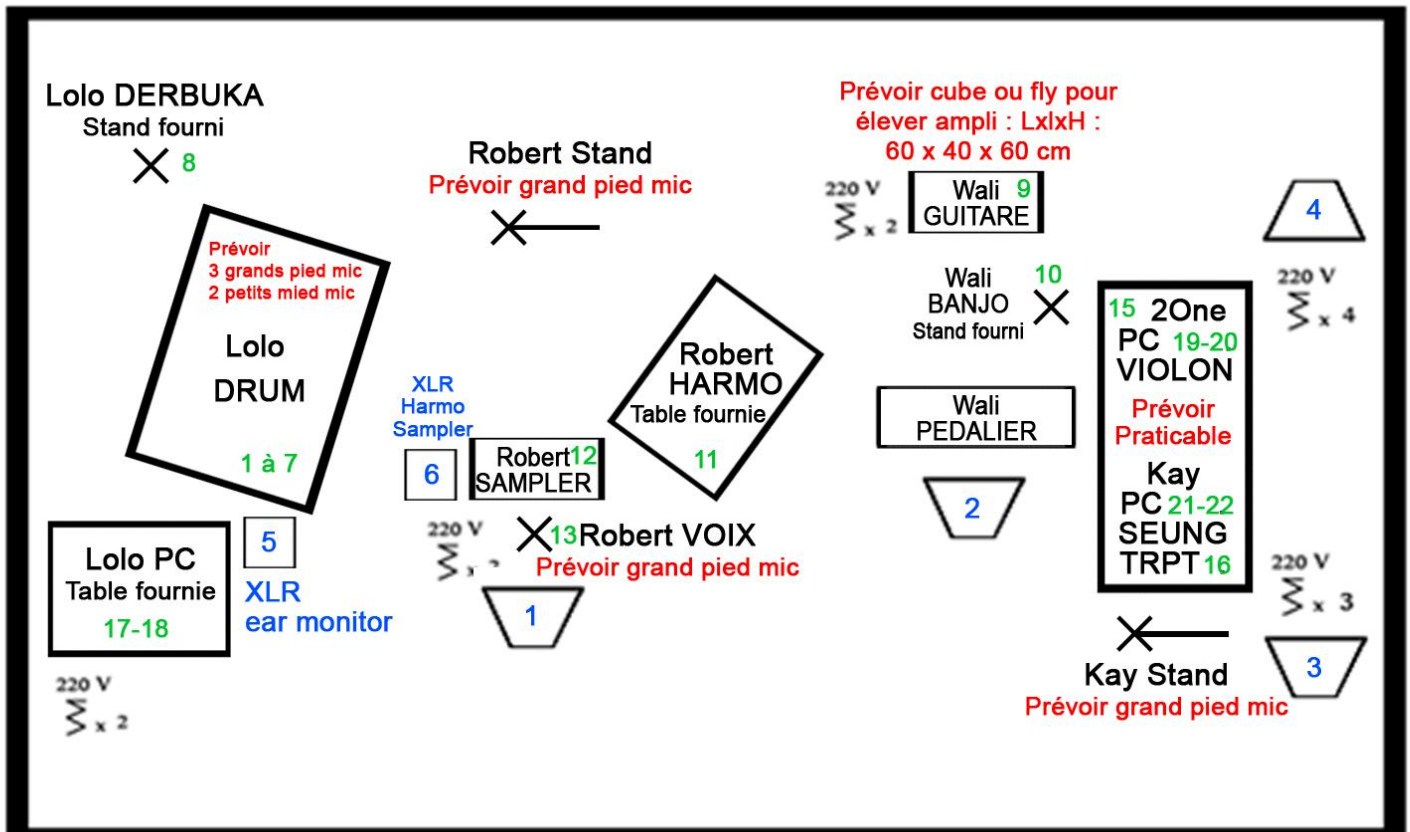 Lolo DERBUKA
Stand fourni
8
Prévoir
3 grands pied mic
2 petits mied mic
Lolo
DRUM
1 à 7
Lolo PC
Table fournie
17-18
5
XLR
ear monitor
220 V
x 2
Robert Stand
Prévoir grand pied mic
XLR
Harmo
Sampler
6
Robert 12
SAMPLER
Robert
HARMO
Table fournie
11
220 V
x
13 Robert VOIX
Prévoir grand pied mic
1
Prévoir cube ou fly pour
élever ampli : LxlxH :
60 x 40 x 60 cm
220 V
x 2
Wali 9
GUITARE
Wali 10
BANJO
Stand fourni
Wali
PEDALIER
2
4
220 V
x 4
15 2One
PC 19-20
VIOLON
Prévoir
Praticable
Kay
PC 21-22
SEUNG
TRPT 16
220 V
x 3
3
Kay Stand
Prévoir grand pied mic